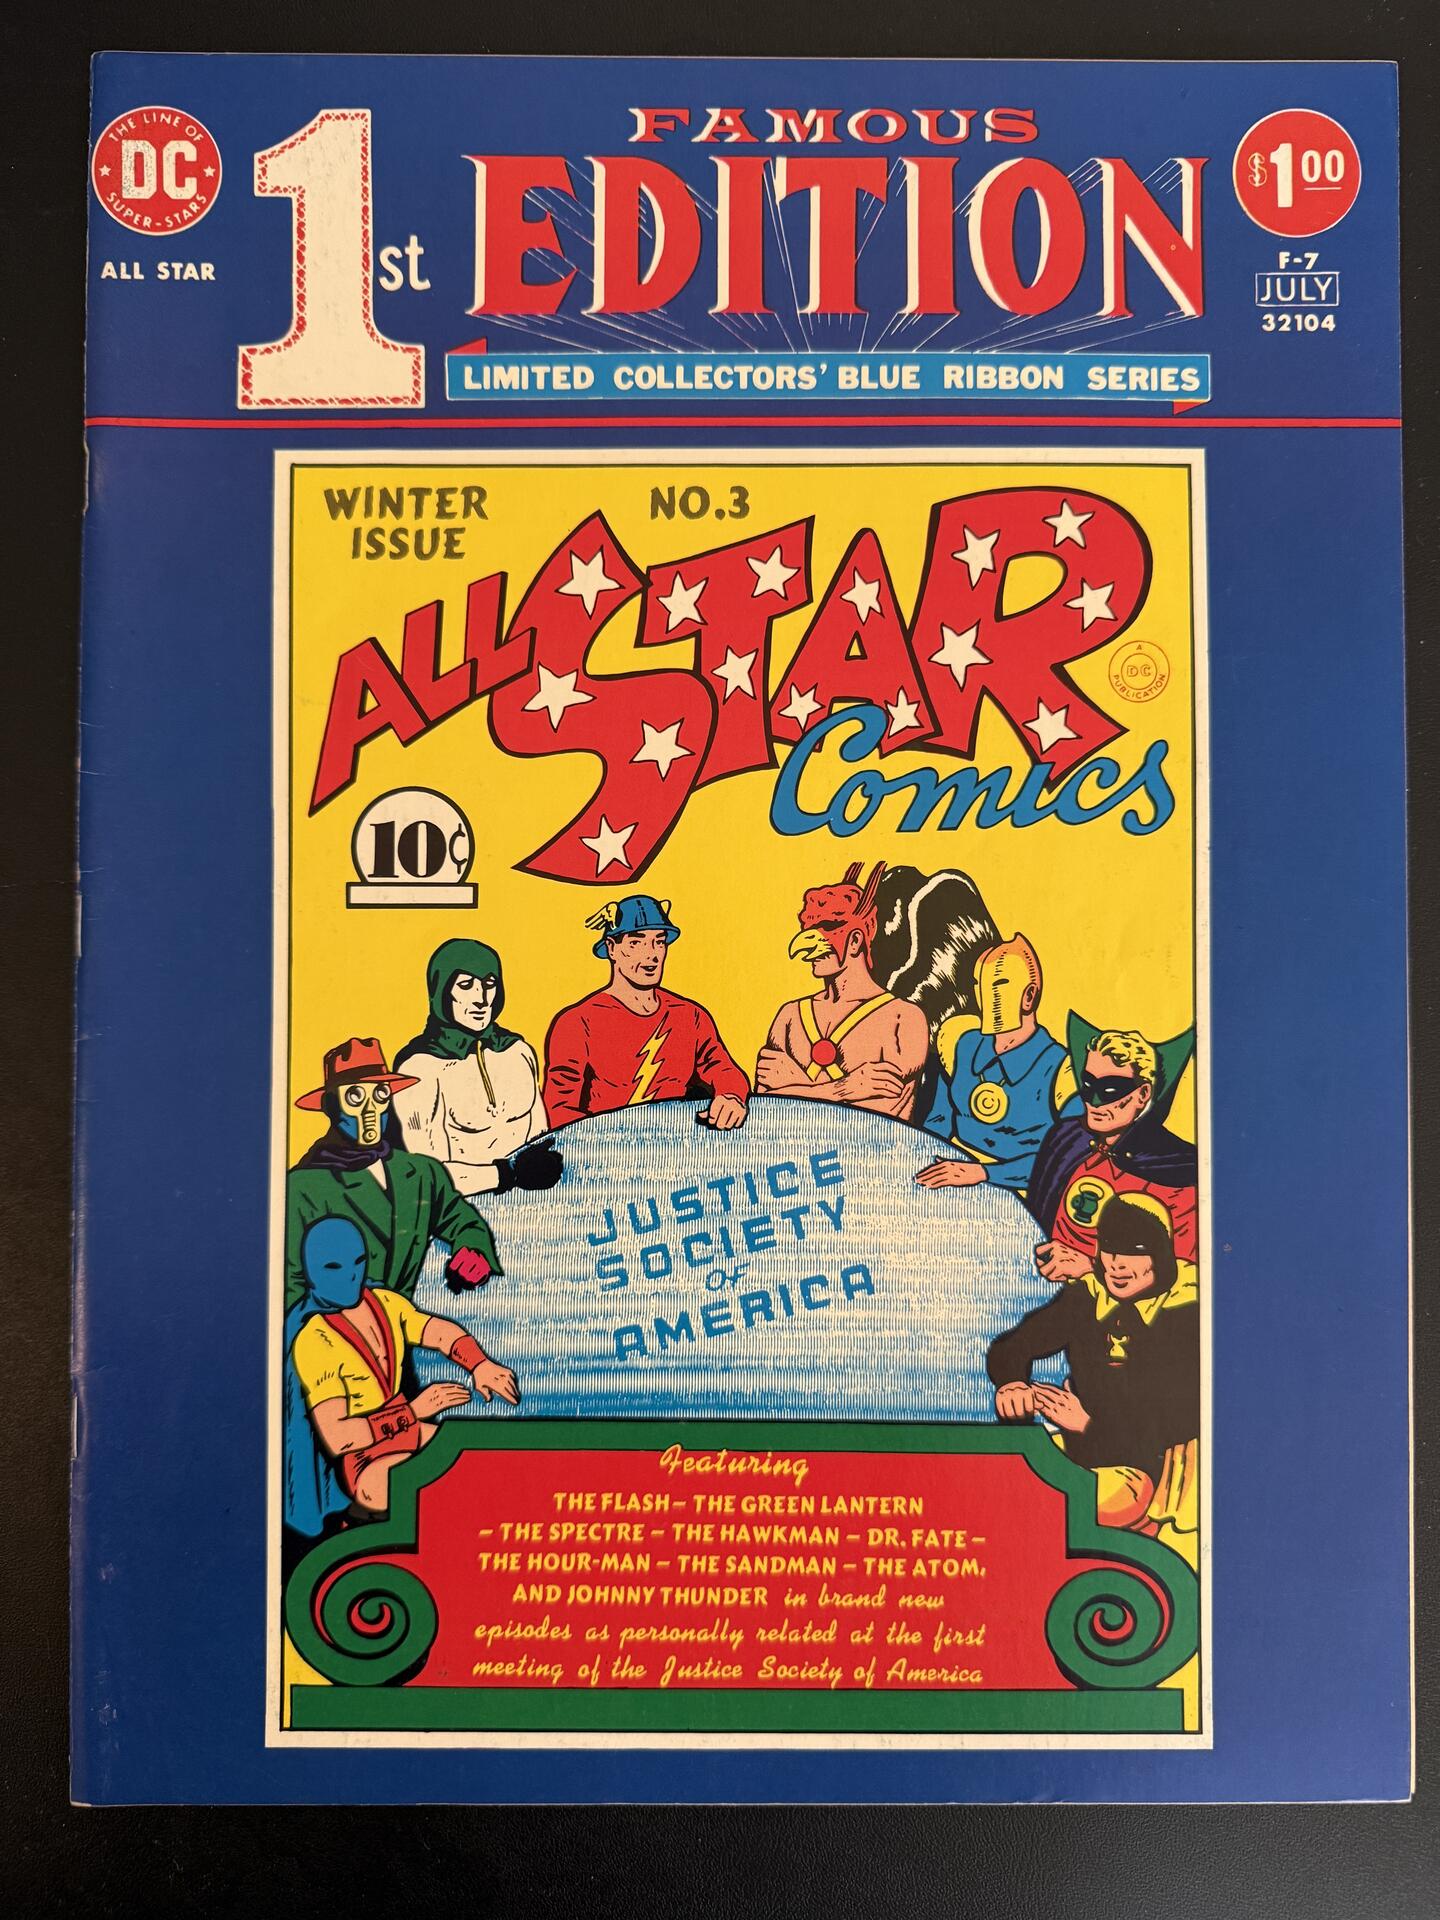 THE LINE OF
DC
SUPER-STARS
ALL STAR
1st
FAMOUS
EDITION
$1.00
F-7
JULY
32104
LIMITED COLLECTORS' BLUE RIBBON SERIES
WINTER
ISSUE
NO.3
ALL STAR
Comics
A
DC
PUBLICATION
10¢
JUSTICE
SOCIETY
OF
AMERICA
Featuring
THE FLASH – THE GREEN LANTERN
– THE SPECTRE – THE HAWKMAN – DR. FATE –
THE HOUR-MAN – THE SANDMAN – THE ATOM,
AND JOHNNY THUNDER in brand new
episodes as personally related at the first
meeting of the Justice Society of America